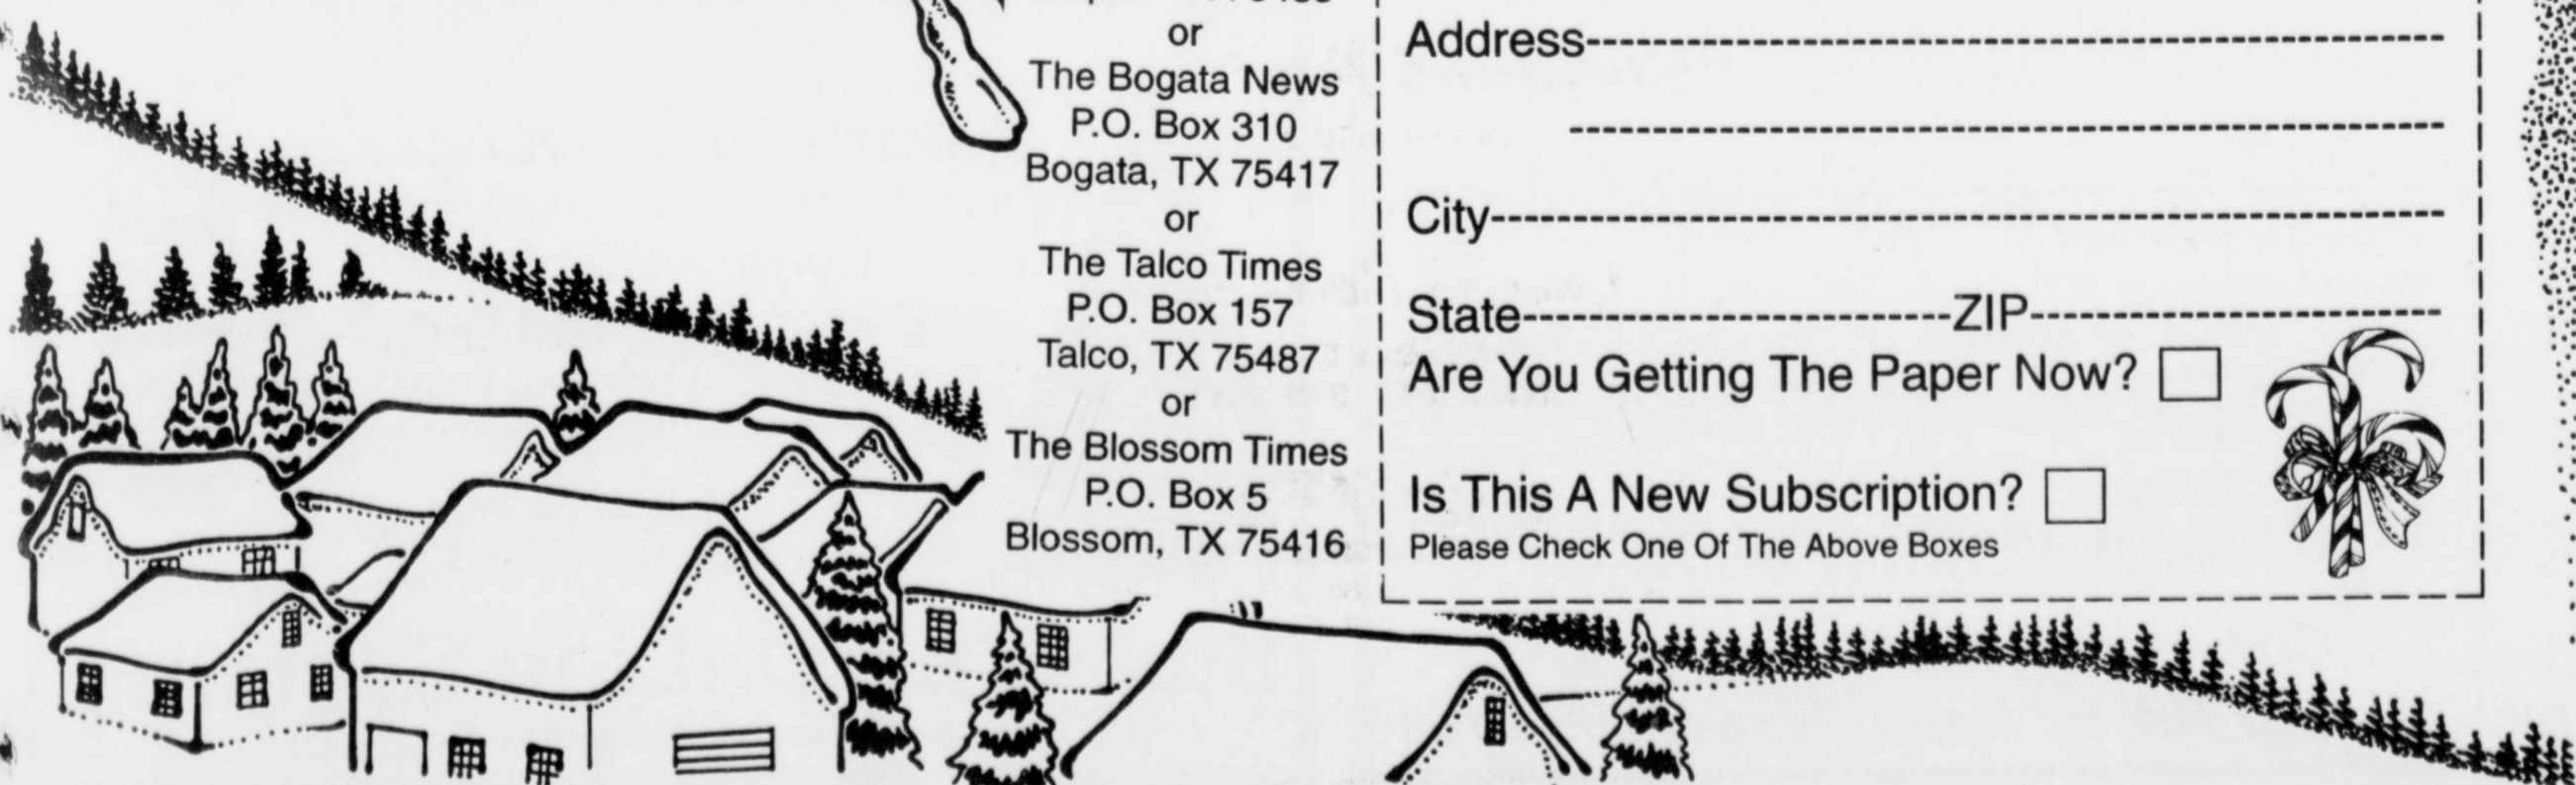 or
The Bogata News
P.O. Box 310
Bogata, TX 75417
or
The Talco Times
P.O. Box 157
Talco, TX 75487
or
The Blossom Times
P.O. Box 5
Blossom, TX 75416
Address
City
State ZIP
Are You Getting The Paper Now?
Is This A New Subscription?
Please Check One Of The Above Boxes